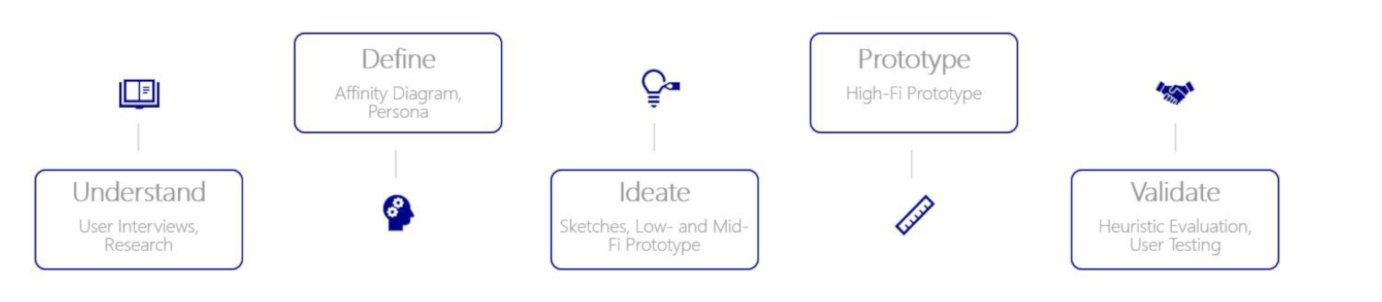 Understand
User Interviews,
Research
Define
Affinity Diagram,
Persona
Ideate
Sketches, Low- and Mid-
Fi Prototype
Prototype
High-Fi Prototype
Validate
Heuristic Evaluation,
User Testing